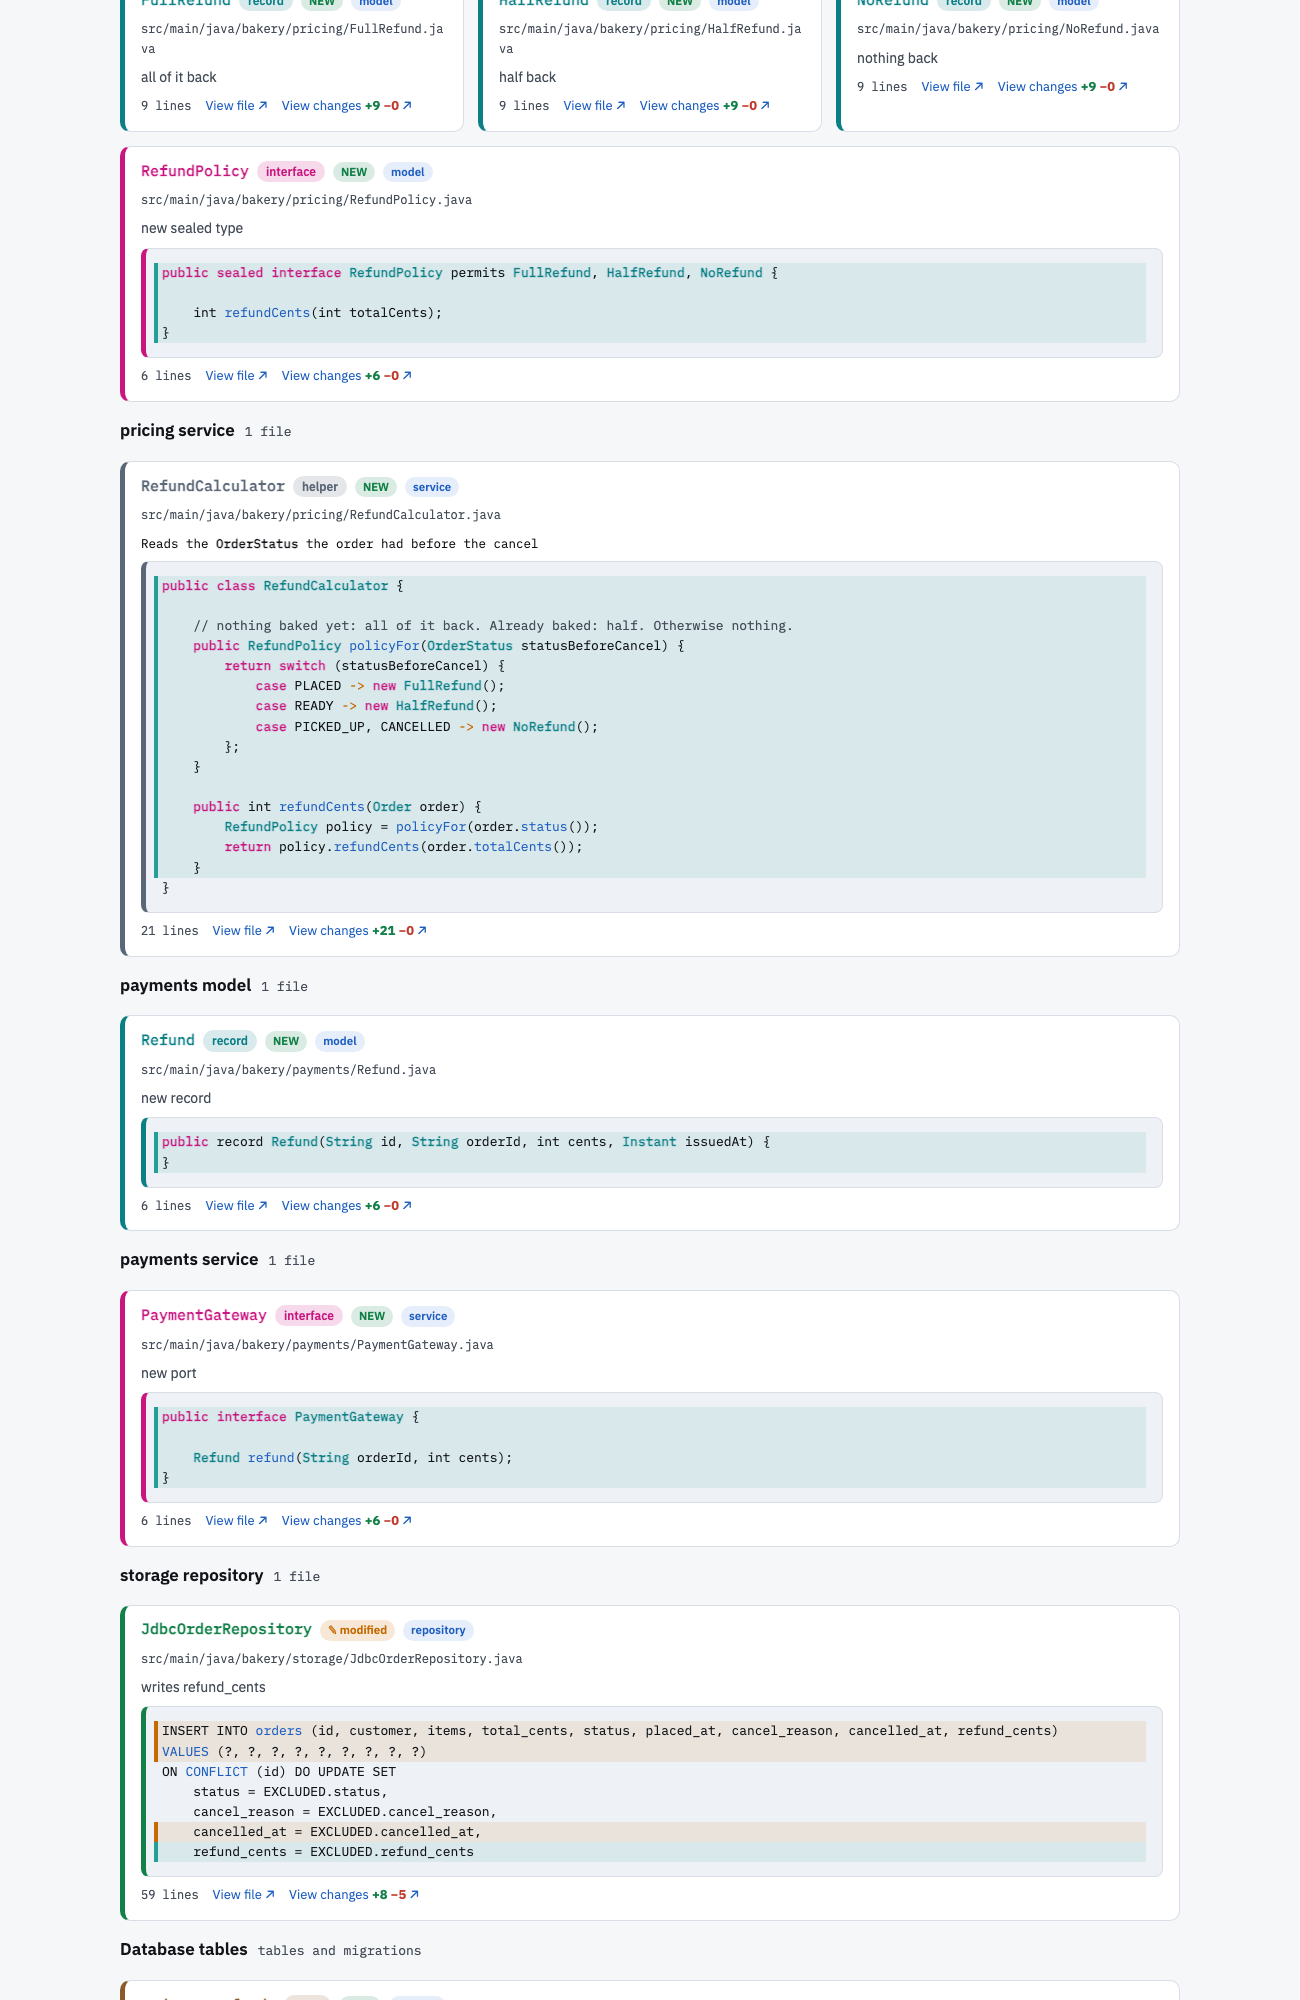 FullRefund record NEW model
src/main/java/bakery/pricing/FullRefund.ja
va
all of it back
9 lines View file ↗ View changes +9 −0 ↗
HalfRefund record NEW model
src/main/java/bakery/pricing/HalfRefund.ja
va
half back
9 lines View file ↗ View changes +9 −0 ↗
NoRefund record NEW model
src/main/java/bakery/pricing/NoRefund.java
nothing back
9 lines View file ↗ View changes +9 −0 ↗
RefundPolicy interface NEW model
src/main/java/bakery/pricing/RefundPolicy.java
new sealed type
public sealed interface RefundPolicy permits FullRefund, HalfRefund, NoRefund {
int refundCents(int totalCents);
}
6 lines View file ↗ View changes +6 −0 ↗
pricing service 1 file
RefundCalculator helper NEW service
src/main/java/bakery/pricing/RefundCalculator.java
Reads the OrderStatus the order had before the cancel
public class RefundCalculator {
// nothing baked yet: all of it back. Already baked: half. Otherwise nothing.
public RefundPolicy policyFor(OrderStatus statusBeforeCancel) {
return switch (statusBeforeCancel) {
case PLACED -> new FullRefund();
case READY -> new HalfRefund();
case PICKED_UP, CANCELLED -> new NoRefund();
};
}
public int refundCents(Order order) {
RefundPolicy policy = policyFor(order.status());
return policy.refundCents(order.totalCents());
}
}
21 lines View file ↗ View changes +21 −0 ↗
payments model 1 file
Refund record NEW model
src/main/java/bakery/payments/Refund.java
new record
public record Refund(String id, String orderId, int cents, Instant issuedAt) {
}
6 lines View file ↗ View changes +6 −0 ↗
payments service 1 file
PaymentGateway interface NEW service
src/main/java/bakery/payments/PaymentGateway.java
new port
public interface PaymentGateway {
Refund refund(String orderId, int cents);
}
6 lines View file ↗ View changes +6 −0 ↗
storage repository 1 file
JdbcOrderRepository ✎ modified repository
src/main/java/bakery/storage/JdbcOrderRepository.java
writes refund_cents
INSERT INTO orders (id, customer, items, total_cents, status, placed_at, cancel_reason, cancelled_at, refund_cents)
VALUES (?, ?, ?, ?, ?, ?, ?, ?, ?)
ON CONFLICT (id) DO UPDATE SET
status = EXCLUDED.status,
cancel_reason = EXCLUDED.cancel_reason,
cancelled_at = EXCLUDED.cancelled_at,
refund_cents = EXCLUDED.refund_cents
59 lines View file ↗ View changes +8 −5 ↗
Database tables tables and migrations